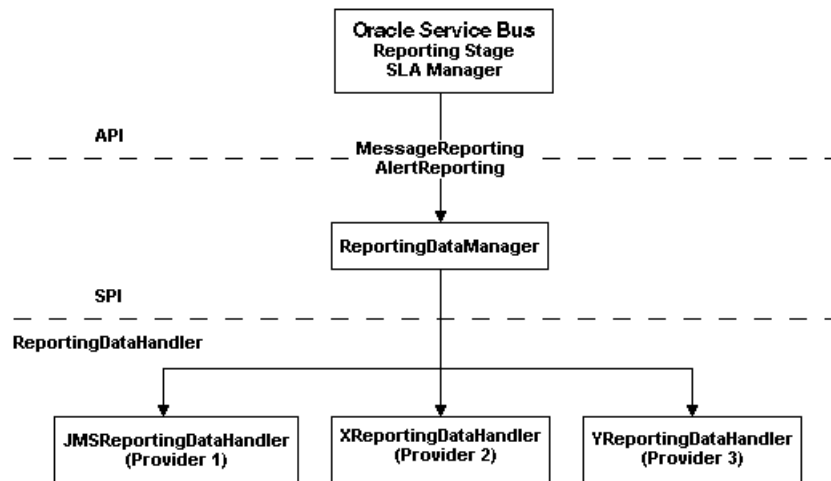 Oracle Service Bus
Reporting Stage
SLA Manager
API
MessageReporting
AlertReporting
ReportingDataManager
SPI
ReportingDataHandler
JMSReportingDataHandler
(Provider 1)
XReportingDataHandler
(Provider 2)
YReportingDataHandler
(Provider 3)